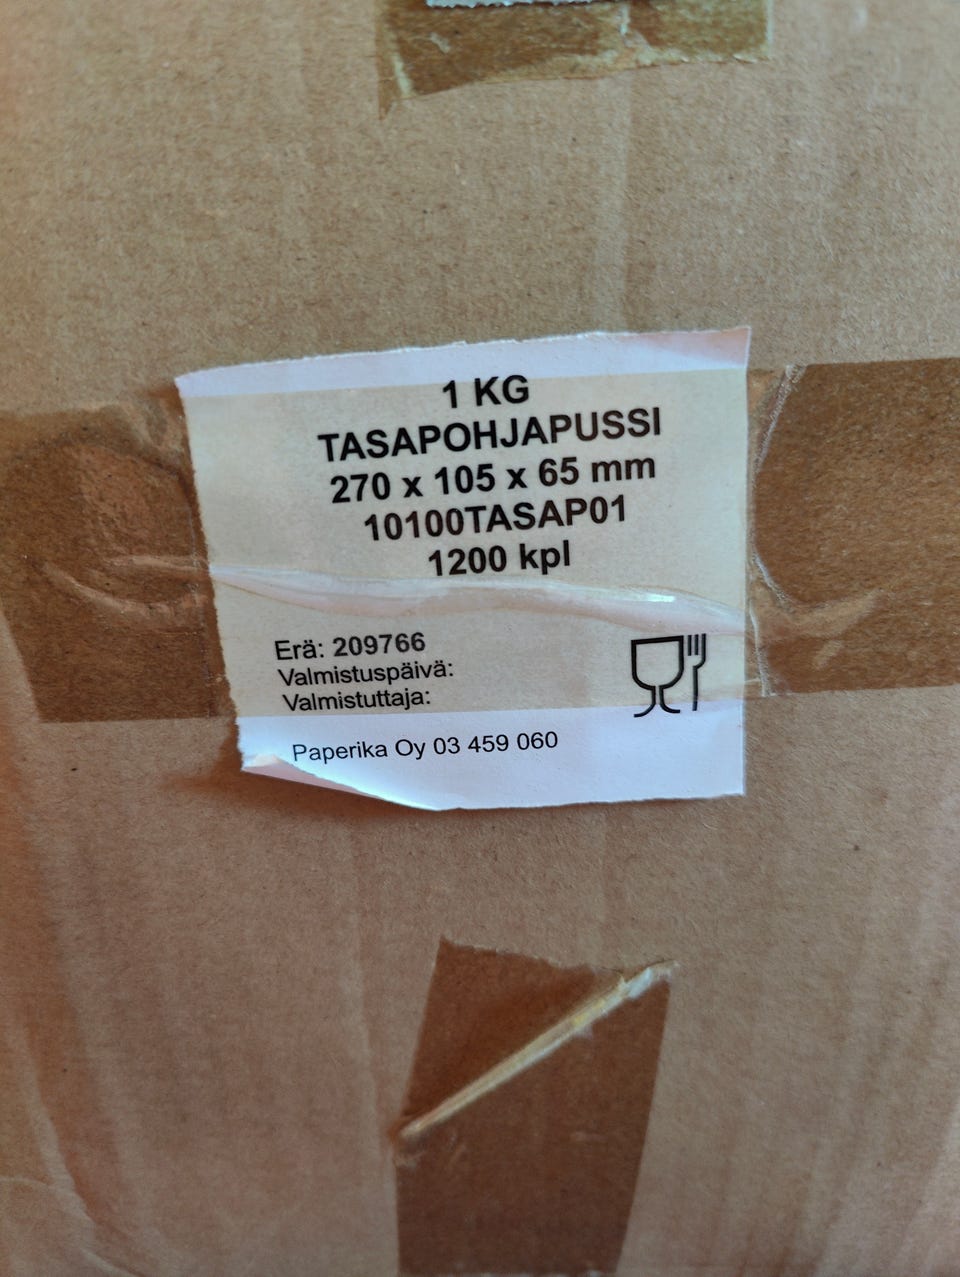 1 KG
TASAPOHJAPUSSI
270 x 105 x 65 mm
10100TASAP01
1200 kpl
Erä: 209766
Valmistuspäivä:
Valmistuttaja:
Paperika Oy 03 459 060